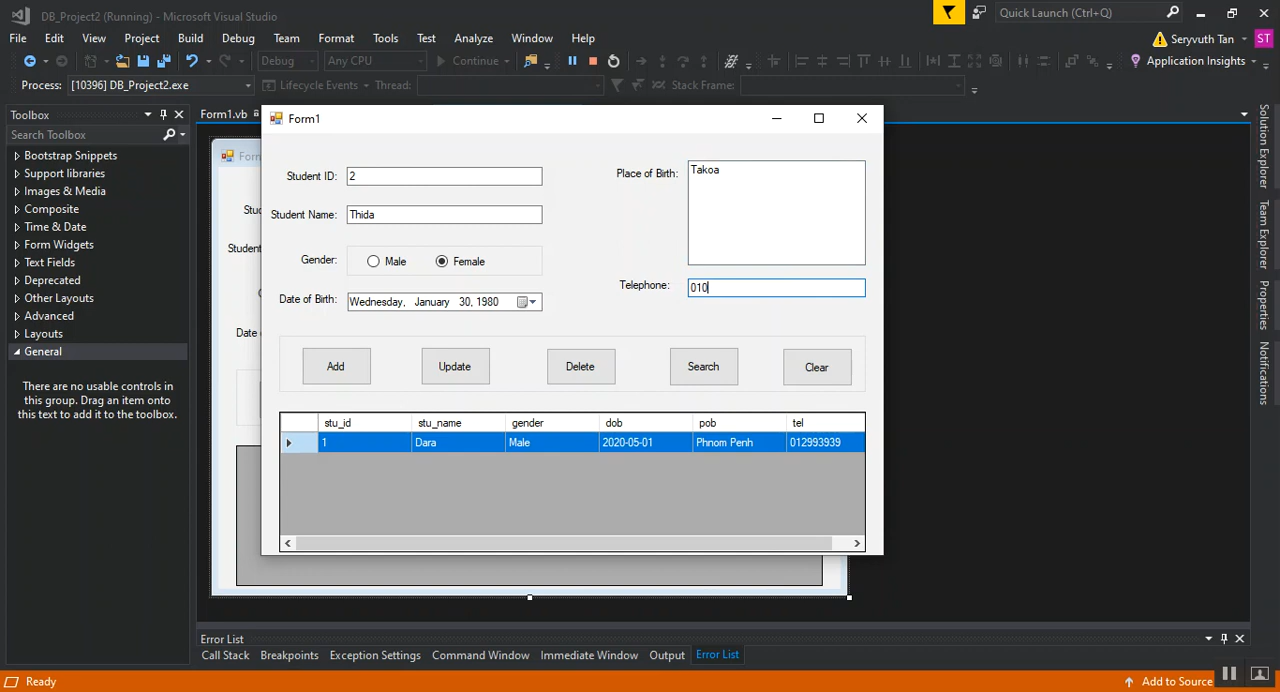 DB_Project2 (Running) - Microsoft Visual Studio
Quick Launch (Ctrl+Q)
File Edit View Project Build Debug Team Format Tools Test Analyze Window Help
Seryvuth Tan ST
Debug Any CPU Continue Application Insights
Process: [10396] DB_Project2.exe Lifecycle Events Thread: Stack Frame:
Toolbox
Search Toolbox
Bootstrap Snippets
Support libraries
Images & Media
Composite
Time & Date
Form Widgets
Text Fields
Deprecated
Other Layouts
Advanced
Layouts
General
There are no usable controls in
this group. Drag an item onto
this text to add it to the toolbox.
Form1.vb
Form1
Student ID: 2
Student Name: Thida
Gender: Male Female
Date of Birth: Wednesday, January 30, 1980
Place of Birth: Takoa
Telephone: 010
Add Update Delete Search Clear
stu_id stu_name gender dob pob tel
1 Dara Male 2020-05-01 Phnom Penh 012993939
Solution Explorer
Team Explorer
Properties
Notifications
Error List
Call Stack Breakpoints Exception Settings Command Window Immediate Window Output Error List
Ready
Add to Source